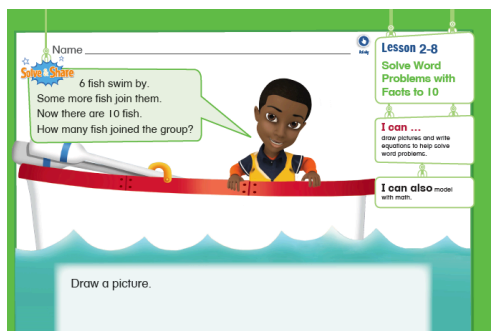 Name
Solve & Share
6 fish swim by.
Some more fish join them.
Now there are 10 fish.
How many fish joined the group?
Lesson 2-8
Solve Word
Problems with
Facts to 10
I can ...
draw pictures and write
equations to help solve
word problems.
I can also model
with math.
Draw a picture.